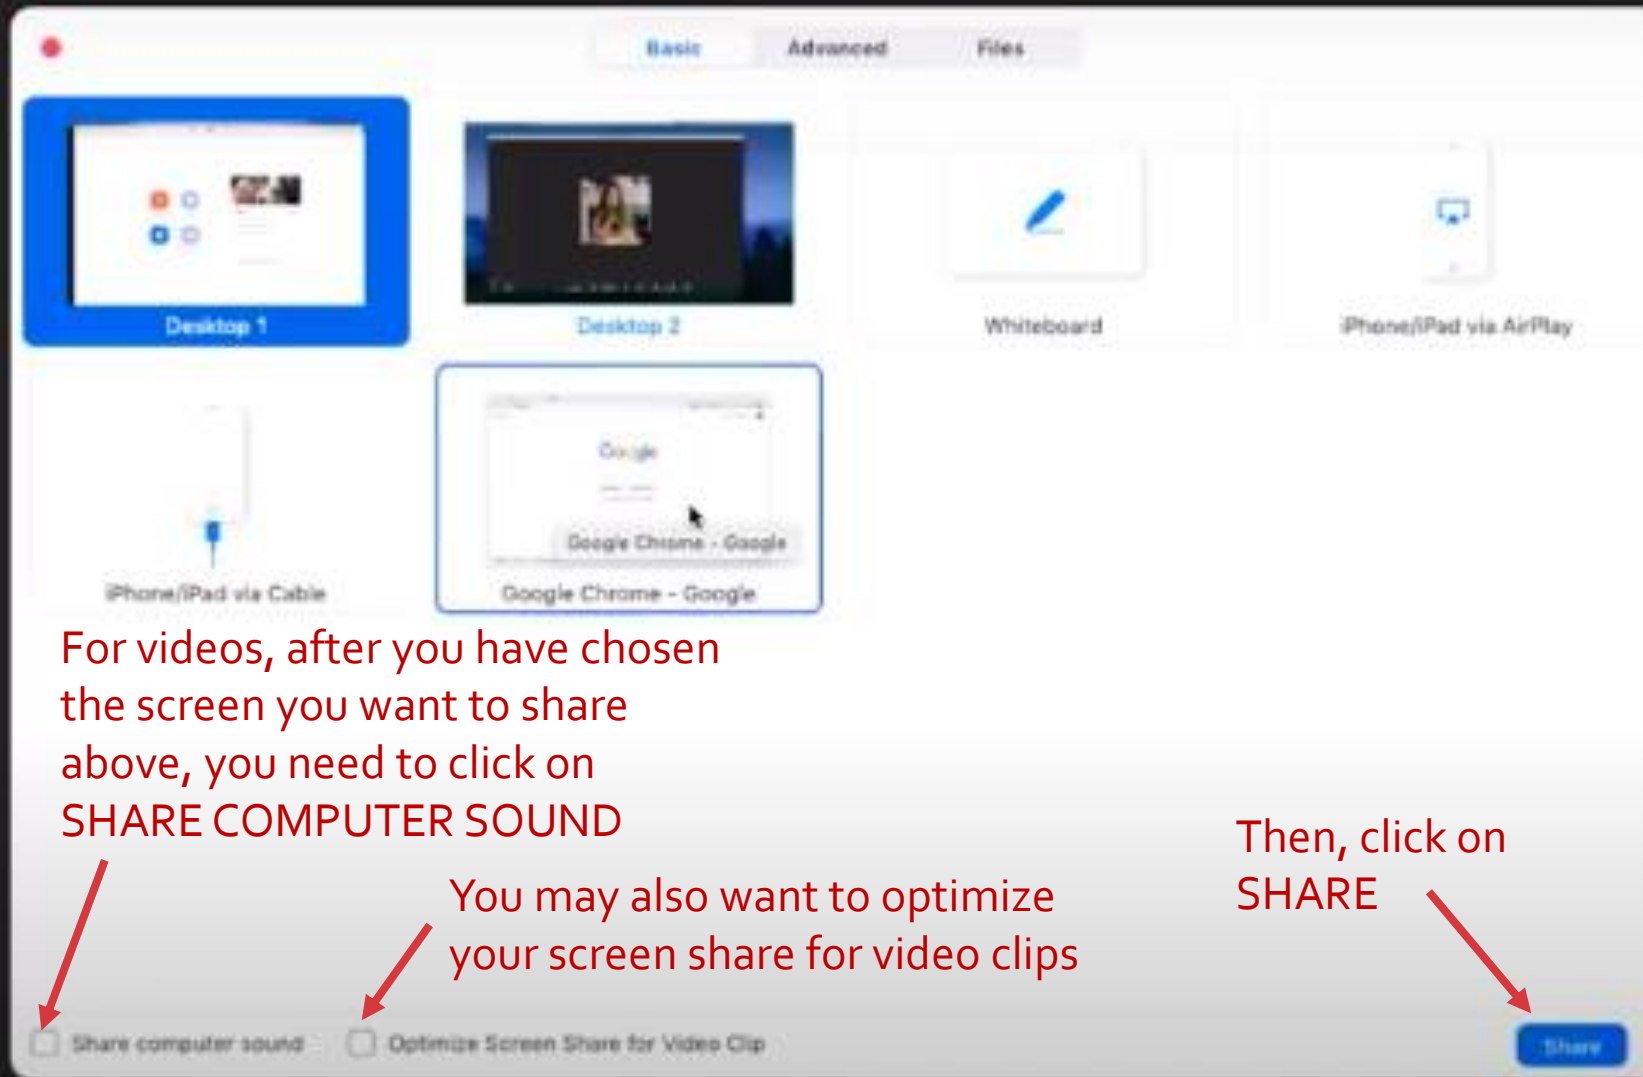 Basic Advanced Files
Desktop 1 Desktop 2 Whiteboard iPhone/iPad via AirPlay
Google
Google Chrome - Google
iPhone/iPad via Cable Google Chrome - Google
For videos, after you have chosen
the screen you want to share
above, you need to click on
SHARE COMPUTER SOUND
Then, click on
SHARE
You may also want to optimize
your screen share for video clips
Share computer sound Optimize Screen Share for Video Clip Share